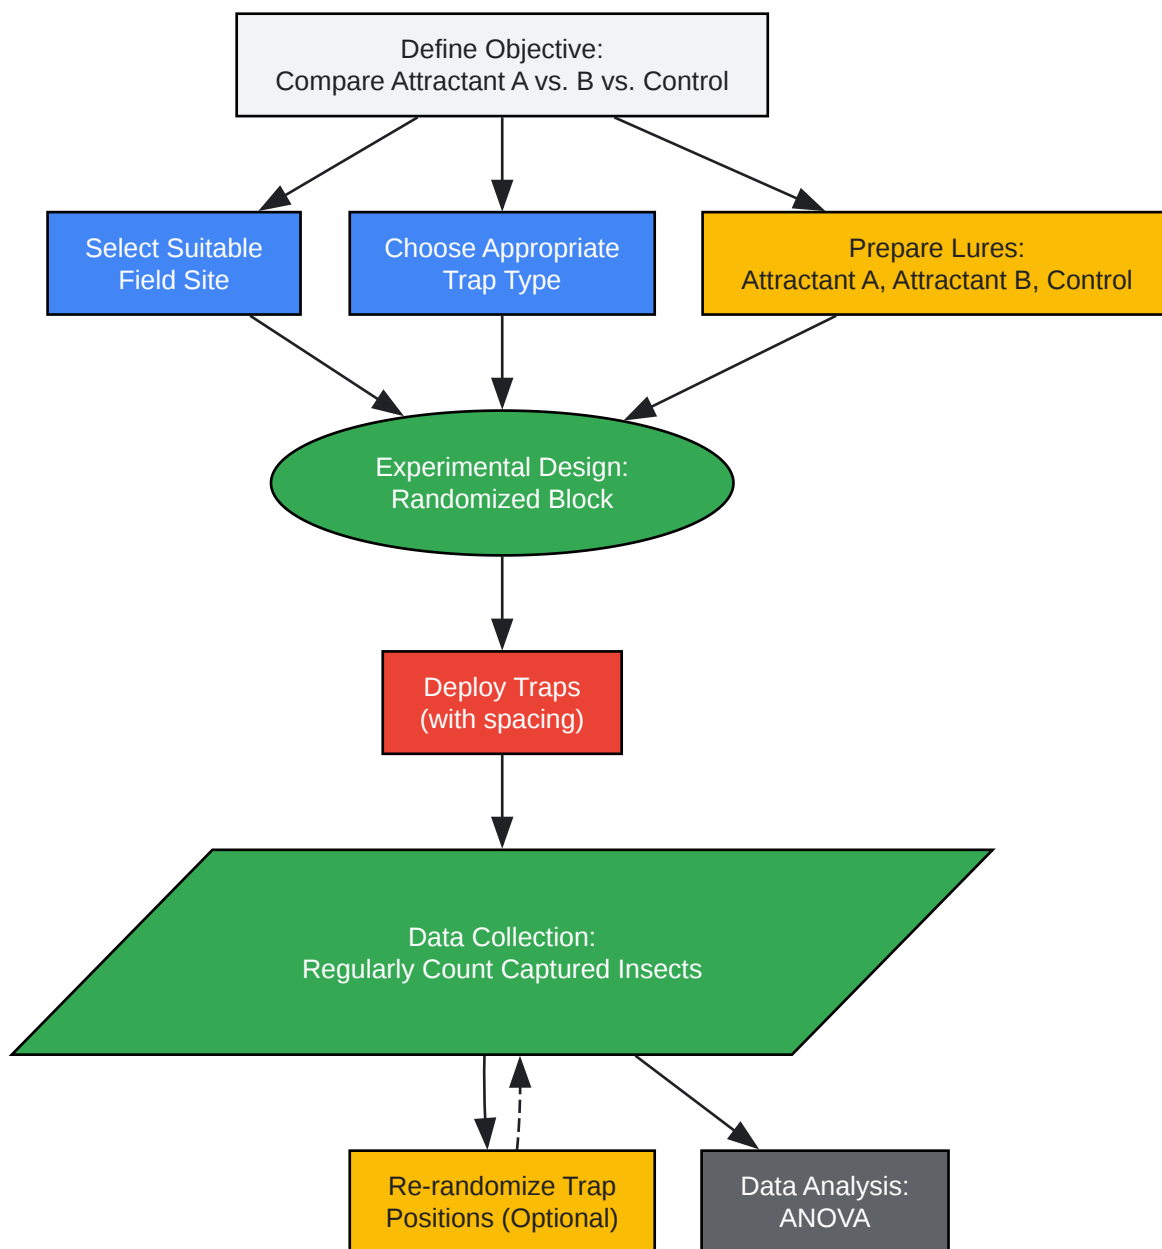 Define Objective:
Compare Attractant A vs. B vs. Control
Select Suitable
Field Site
Choose Appropriate
Trap Type
Prepare Lures:
Attractant A, Attractant B, Control
Experimental Design:
Randomized Block
Deploy Traps
(with spacing)
Data Collection:
Regularly Count Captured Insects
Re-randomize Trap
Positions (Optional)
Data Analysis:
ANOVA